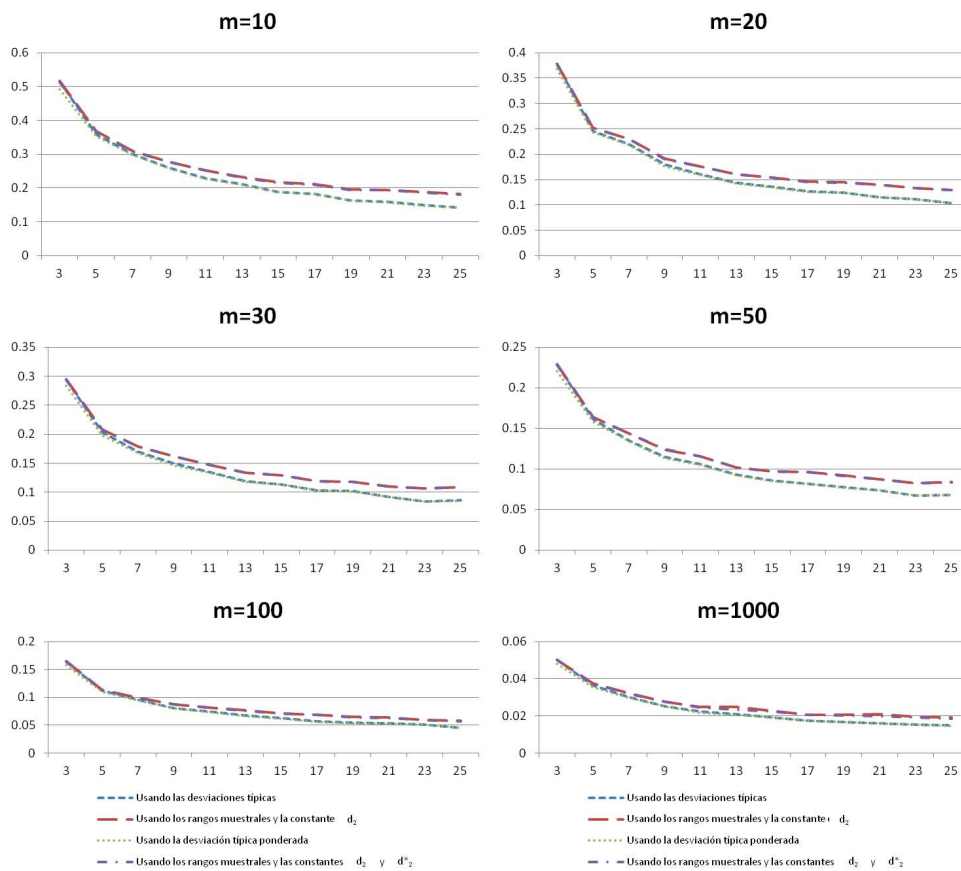 m=10
0.6
0.5
0.4
0.3
0.2
0.1
0
3 5 7 9 11 13 15 17 19 21 23 25
m=20
0.4
0.35
0.3
0.25
0.2
0.15
0.1
0.05
0
3 5 7 9 11 13 15 17 19 21 23 25
m=30
0.35
0.3
0.25
0.2
0.15
0.1
0.05
0
3 5 7 9 11 13 15 17 19 21 23 25
m=50
0.25
0.2
0.15
0.1
0.05
0
3 5 7 9 11 13 15 17 19 21 23 25
m=100
0.2
0.15
0.1
0.05
0
3 5 7 9 11 13 15 17 19 21 23 25
m=1000
0.06
0.04
0.02
0
3 5 7 9 11 13 15 17 19 21 23 25
Usando las desviaciones típicas
Usando los rangos muestrales y la constante d₂
Usando la desviación típica ponderada
Usando los rangos muestrales y las constantes d₂ y d*₂
Usando las desviaciones típicas
Usando los rangos muestrales y la constante d₂
Usando la desviación típica ponderada
Usando los rangos muestrales y las constantes d₂ y d*₂